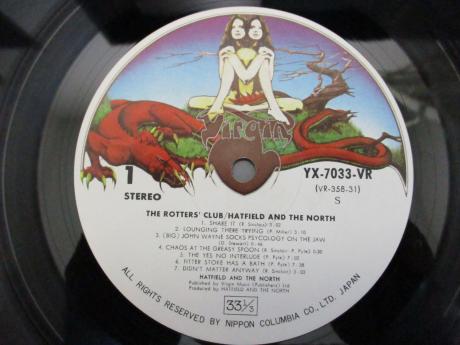 Virgin
1
STEREO
YX-7033-VR
(VR-358-31)
S
THE ROTTERS' CLUB/HATFIELD AND THE NORTH
1. SHARE IT (R. Sinclair) 3:02
2. LOUNGING THERE TRYING (P. Miller) 3:10
3. (BIG) JOHN WAYNE SOCKS PSYCOLOGY ON THE JAW
(D. Stewart) 0:46
4. CHAOS AT THE GREASY SPOON (R. Sinclair - P. Pyle) 0:30
5. THE YES NO INTERLUDE (P. Pyle) 7:01
6. FITTER STOKE HAS A BATH (P. Pyle) 7:38
7. DIDN'T MATTER ANYWAY (R. Sinclair) 3:03
HATFIELD AND THE NORTH
Published by Virgin Music (Publishers) Ltd
Produced by HATFIELD AND THE NORTH
33 1/3
ALL RIGHTS RESERVED BY NIPPON COLUMBIA CO., LTD. JAPAN